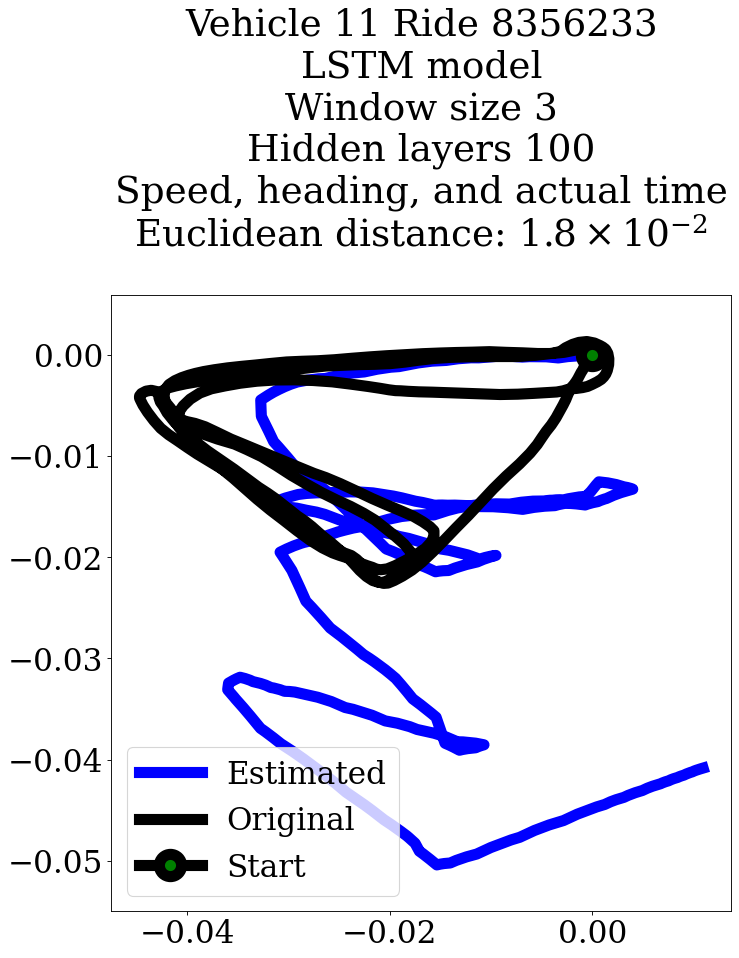 Vehicle 11 Ride 8356233
LSTM model
Window size 3
Hidden layers 100
Speed, heading, and actual time
Euclidean distance: 1.8 × 10⁻²
0.00
−0.01
−0.02
−0.03
−0.04
−0.05
Estimated
Original
Start
−0.04 −0.02 0.00